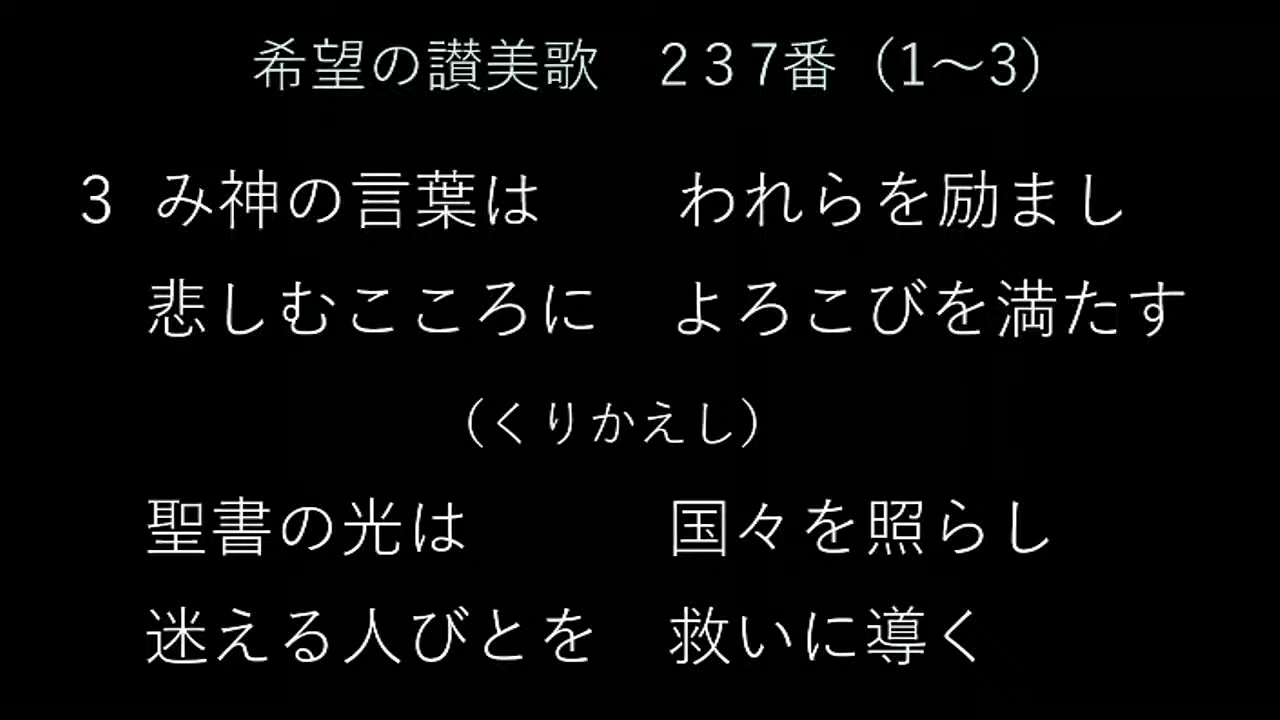 希望の讃美歌　２３７番（1～3）
3 み神の言葉は　われらを励まし
悲しむこころに　よろこびを満たす
（くりかえし）
聖書の光は　国々を照らし
迷える人びとを　救いに導く